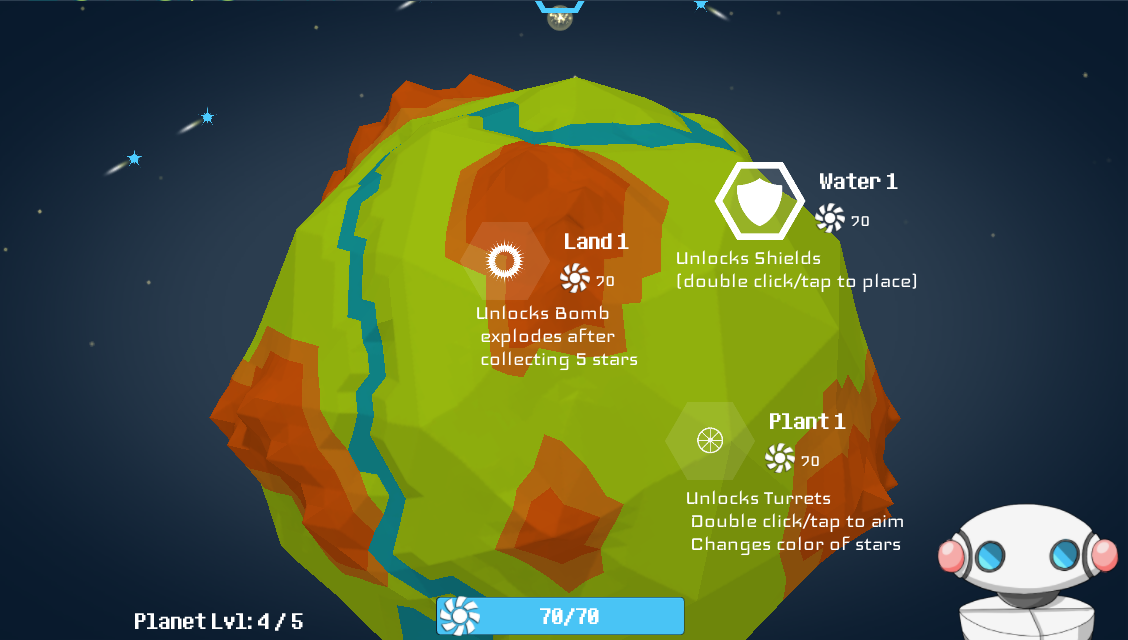 Water 1
70
Unlocks Shields
(double click/tap to place)
Land 1
70
Unlocks Bomb
explodes after
collecting 5 stars
Plant 1
70
Unlocks Turrets
Double click/tap to aim
Changes color of stars
Planet Lvl: 4 / 5
70/70